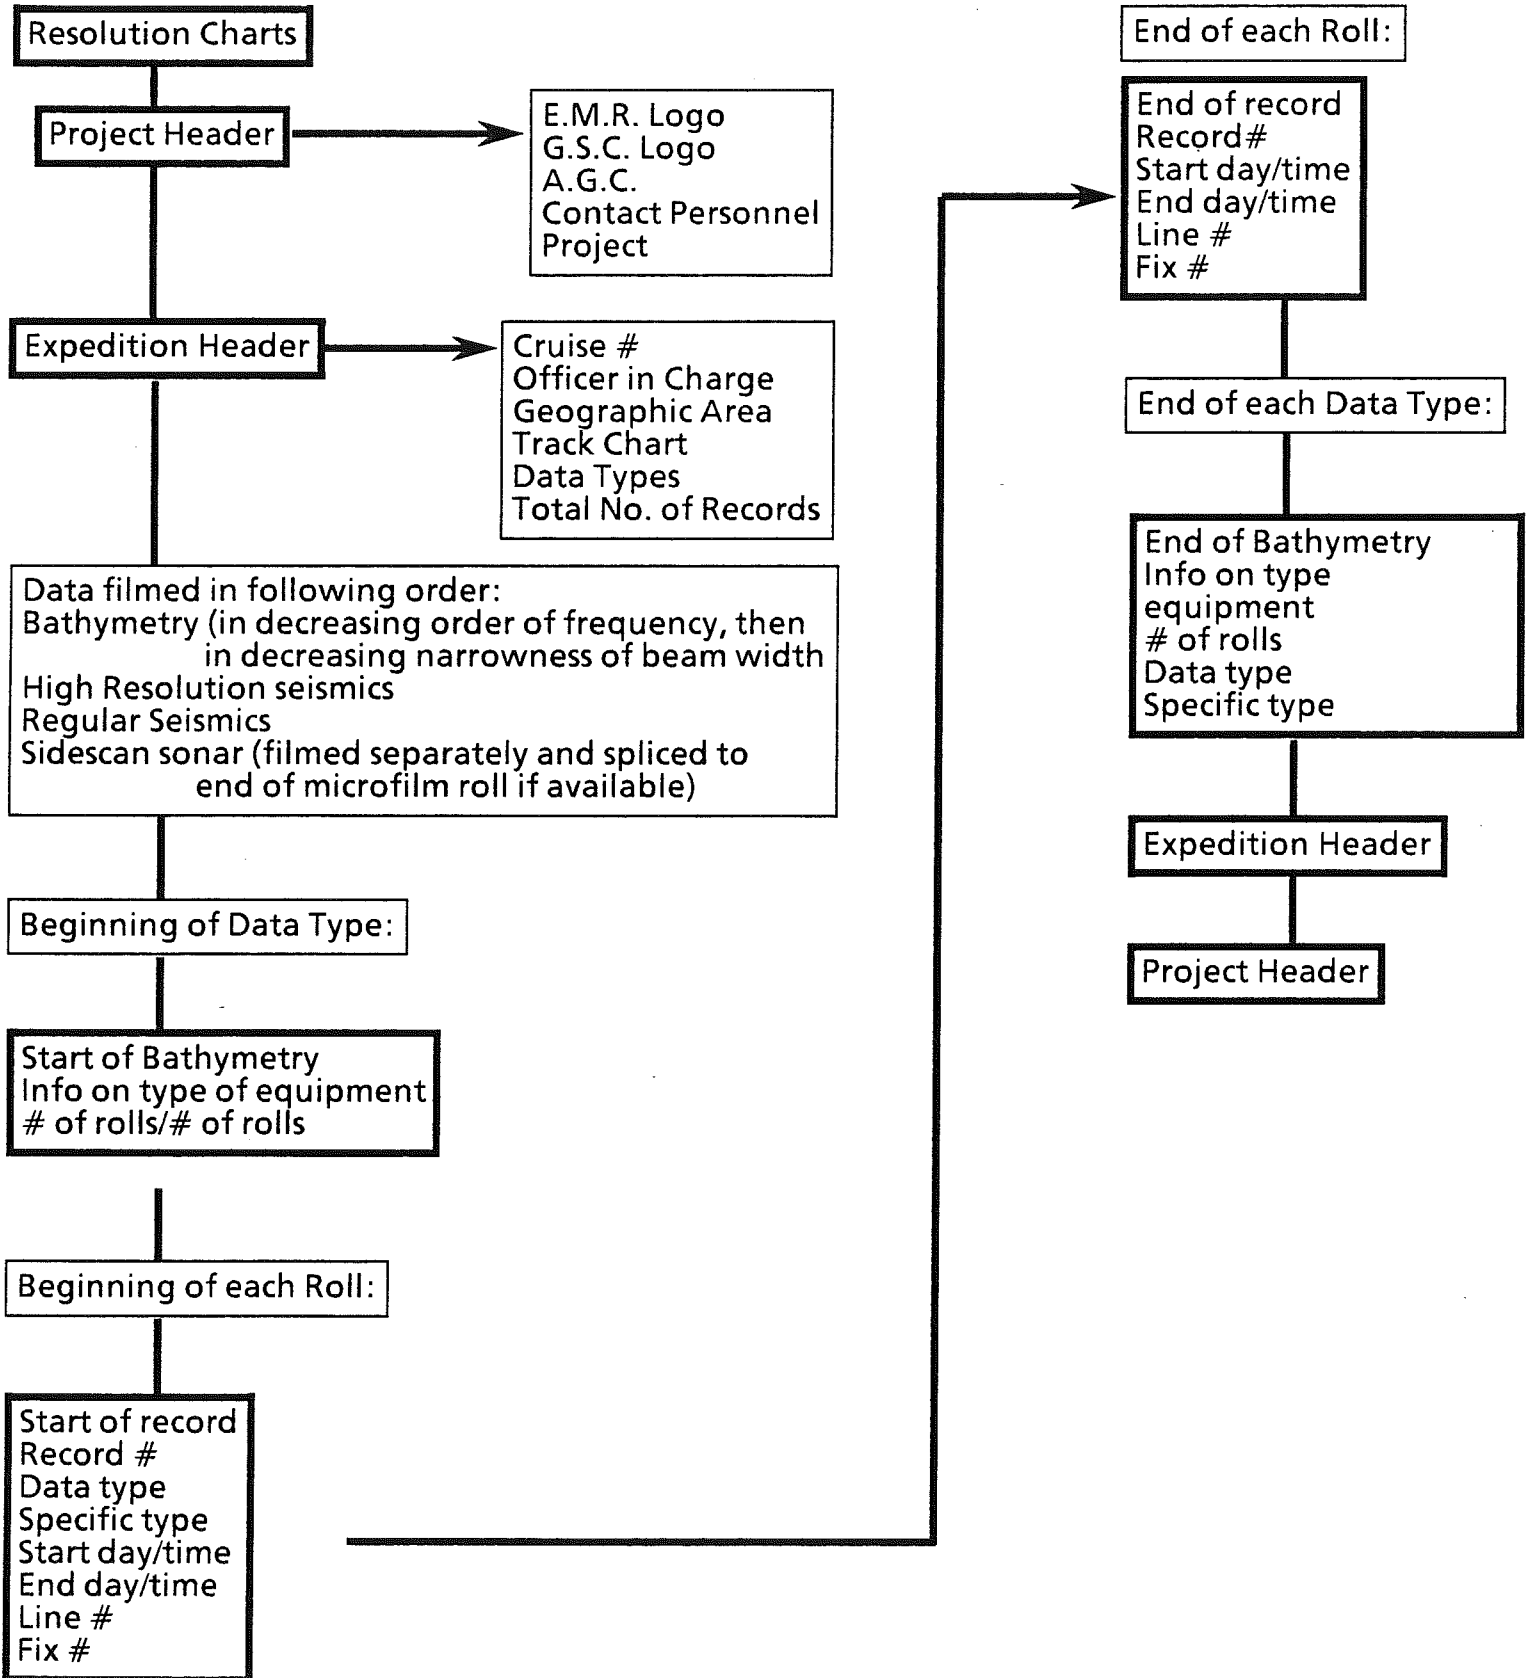 Resolution Charts
Project Header
E.M.R. Logo
G.S.C. Logo
A.G.C.
Contact Personnel
Project
Expedition Header
Cruise #
Officer in Charge
Geographic Area
Track Chart
Data Types
Total No. of Records
Data filmed in following order:
Bathymetry (in decreasing order of frequency, then
in decreasing narrowness of beam width
High Resolution seismics
Regular Seismics
Sidescan sonar (filmed separately and spliced to
end of microfilm roll if available)
Beginning of Data Type:
Start of Bathymetry
Info on type of equipment
# of rolls/# of rolls
Beginning of each Roll:
Start of record
Record #
Data type
Specific type
Start day/time
End day/time
Line #
Fix #
End of each Roll:
End of record
Record#
Start day/time
End day/time
Line #
Fix #
End of each Data Type:
End of Bathymetry
Info on type
equipment
# of rolls
Data type
Specific type
Expedition Header
Project Header